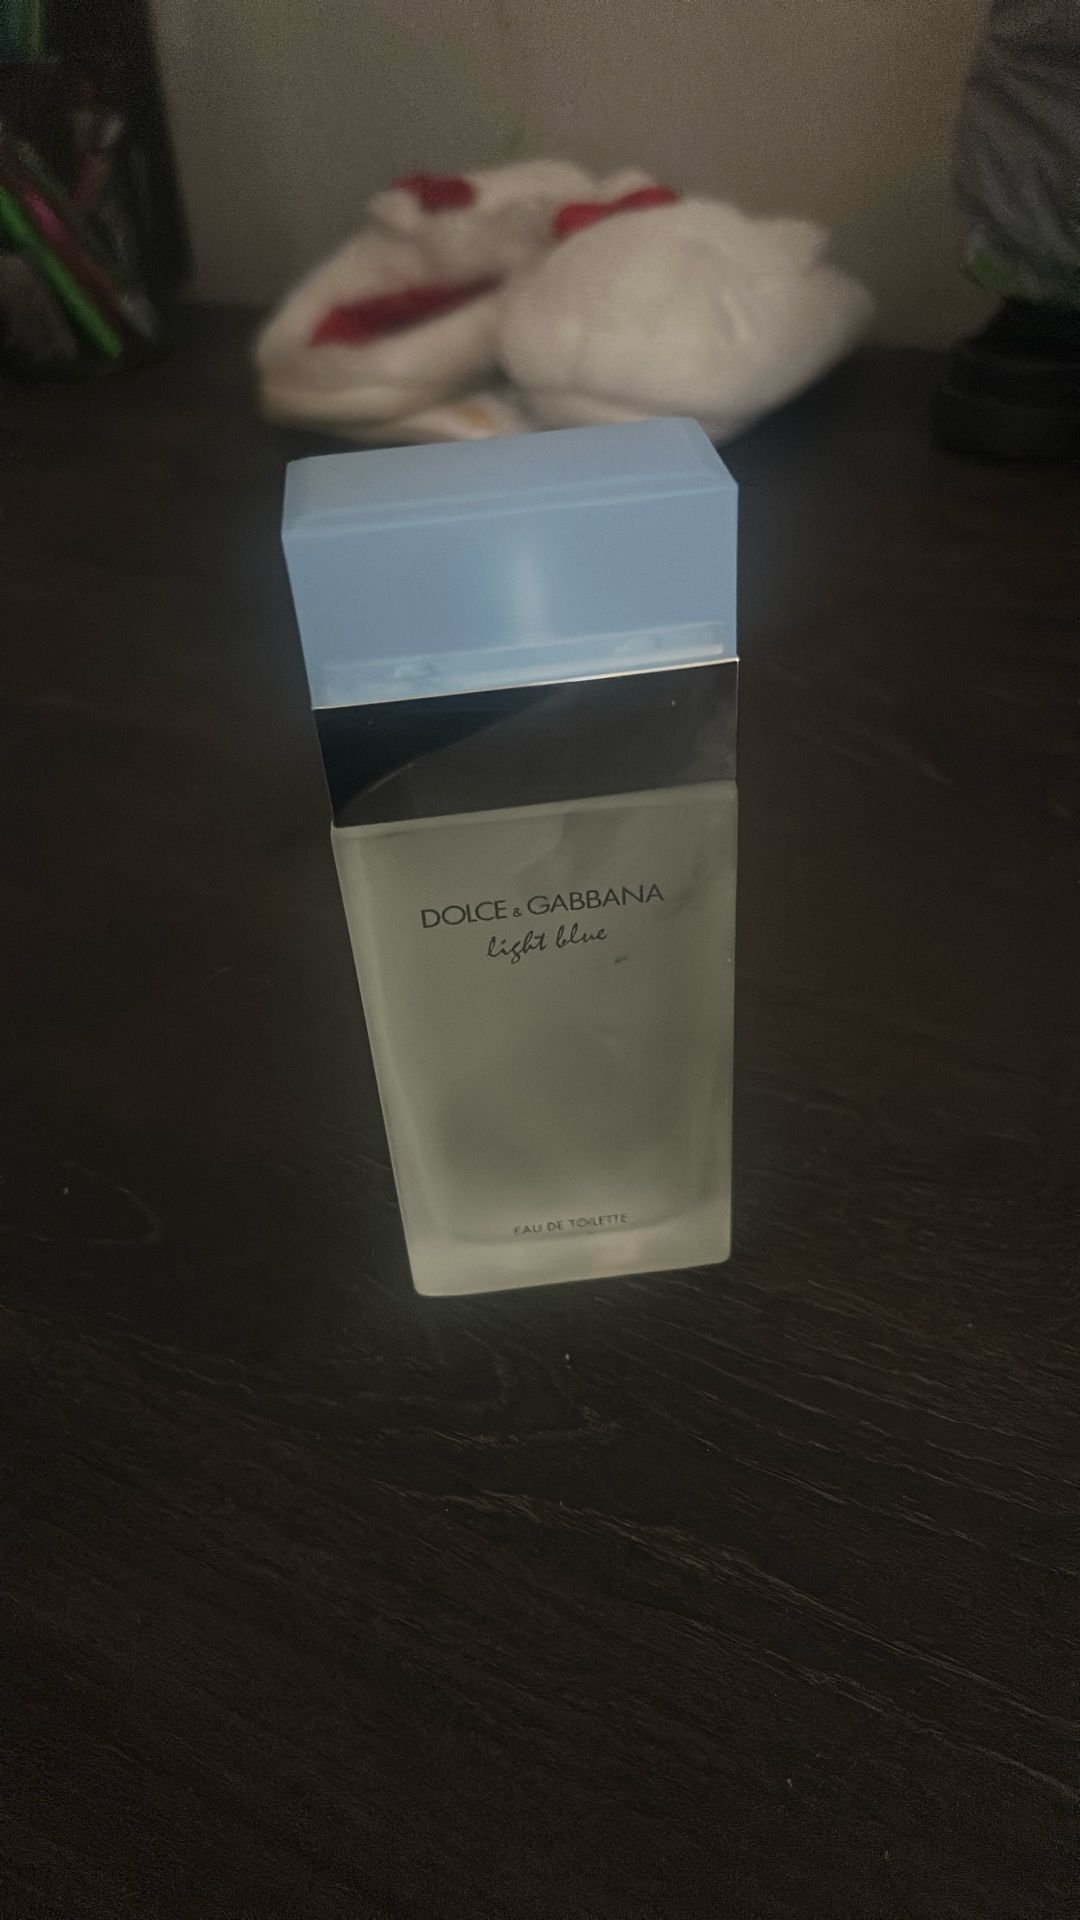 DOLCE & GABBANA
light blue
EAU DE TOILETTE